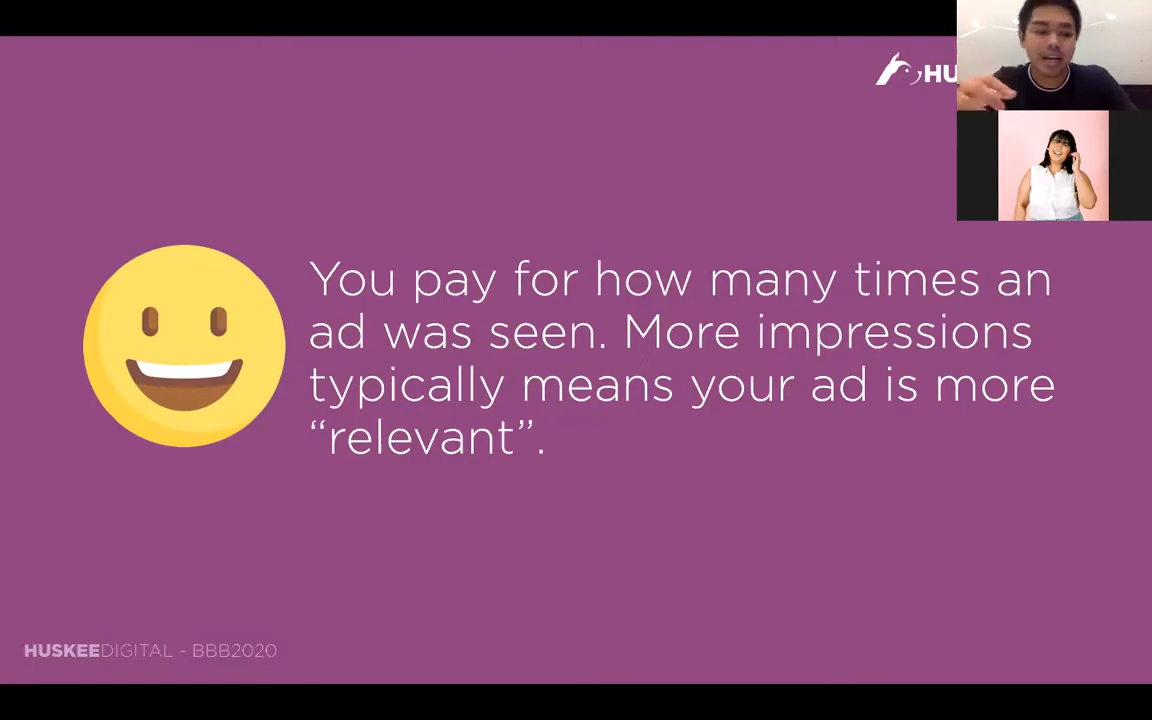 HU
You pay for how many times an
ad was seen. More impressions
typically means your ad is more
“relevant”.
HUSKEEDIGITAL - BBB2020